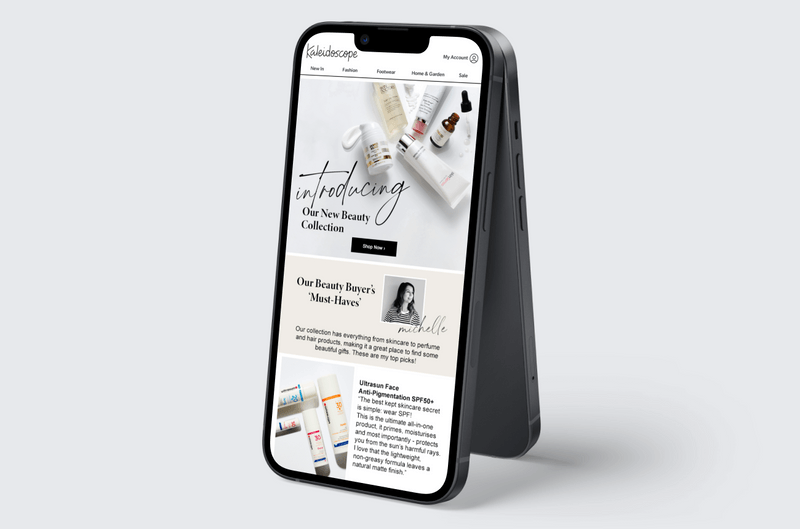 Kaleidoscope
My Account
New In Fashion Footwear Home & Garden Sale
introducing
Our New Beauty
Collection
Shop Now ›
Our Beauty Buyer's
'Must-Haves'
michelle
Our collection has everything from skincare to perfume
and hair products, making it a great place to find some
beautiful gifts. These are my top picks!
Ultrasun Face
Anti-Pigmentation SPF50+
"The best kept skincare secret
is simple: wear SPF!
This is the ultimate all-in-one
product, it primes, moisturises
and most importantly - protects
you from the sun's harmful rays.
I love that the lightweight,
non-greasy formula leaves a
natural matte finish."